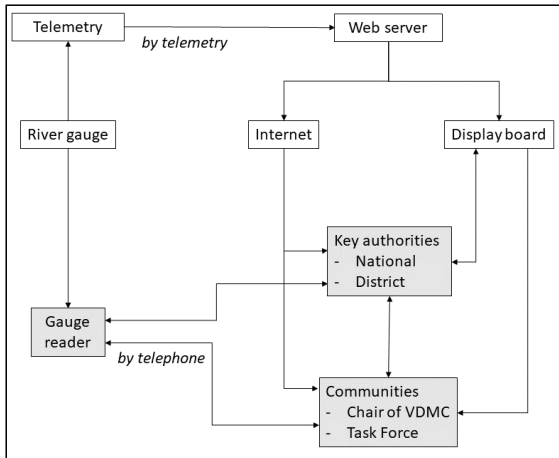 Telemetry
Web server
by telemetry
River gauge
Internet
Display board
Key authorities
- National
- District
Gauge
reader
by telephone
Communities
- Chair of VDMC
- Task Force